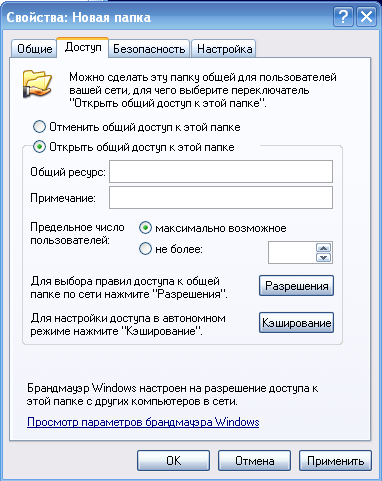 Свойства: Новая папка
Общие Доступ Безопасность Настройка
Можно сделать эту папку общей для пользователей
вашей сети, для чего выберите переключатель
"Открыть общий доступ к этой папке".
Отменить общий доступ к этой папке
Открыть общий доступ к этой папке
Общий ресурс:
Примечание:
Предельное число
пользователей:
максимально возможное
не более:
Для выбора правил доступа к общей
папке по сети нажмите "Разрешения".
Разрешения
Для настройки доступа в автономном
режиме нажмите "Кэширование".
Кэширование
Брандмауэр Windows настроен на разрешение доступа к
этой папке с других компьютеров в сети.
Просмотр параметров брандмауэра Windows
OK Отмена Применить